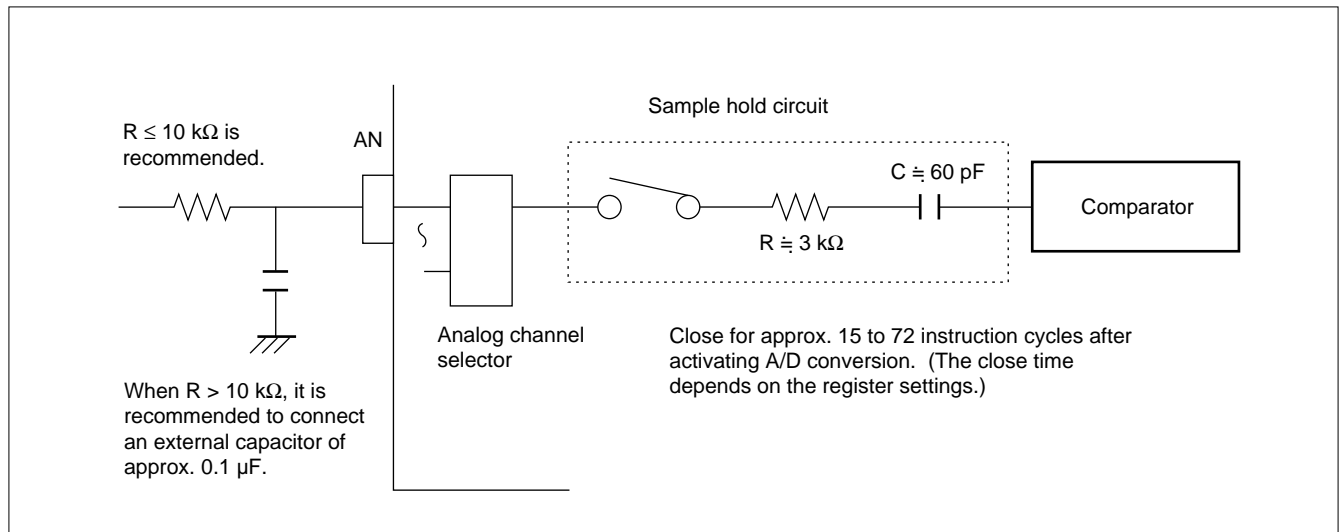 Sample hold circuit
R ≤ 10 kΩ is
recommended.
AN
C ≒ 60 pF
Comparator
R ≒ 3 kΩ
Analog channel
selector
Close for approx. 15 to 72 instruction cycles after
activating A/D conversion.  (The close time
depends on the register settings.)
When R > 10 kΩ, it is
recommended to connect
an external capacitor of
approx. 0.1 µF.